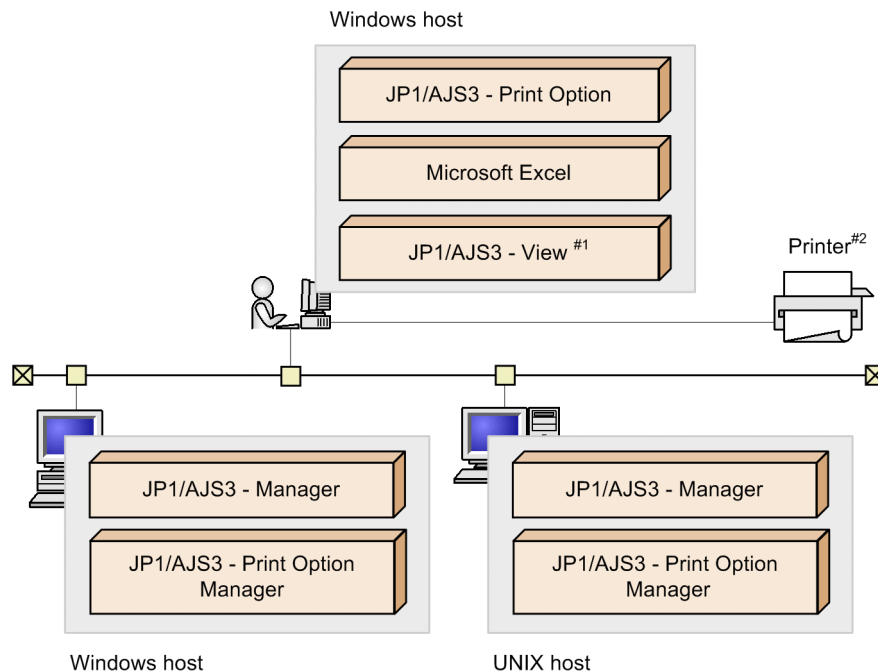 Windows host
JP1/AJS3 - Print Option
Microsoft Excel
JP1/AJS3 - View #1
Printer#2
JP1/AJS3 - Manager
JP1/AJS3 - Print Option
Manager
Windows host
JP1/AJS3 - Manager
JP1/AJS3 - Print Option
Manager
UNIX host